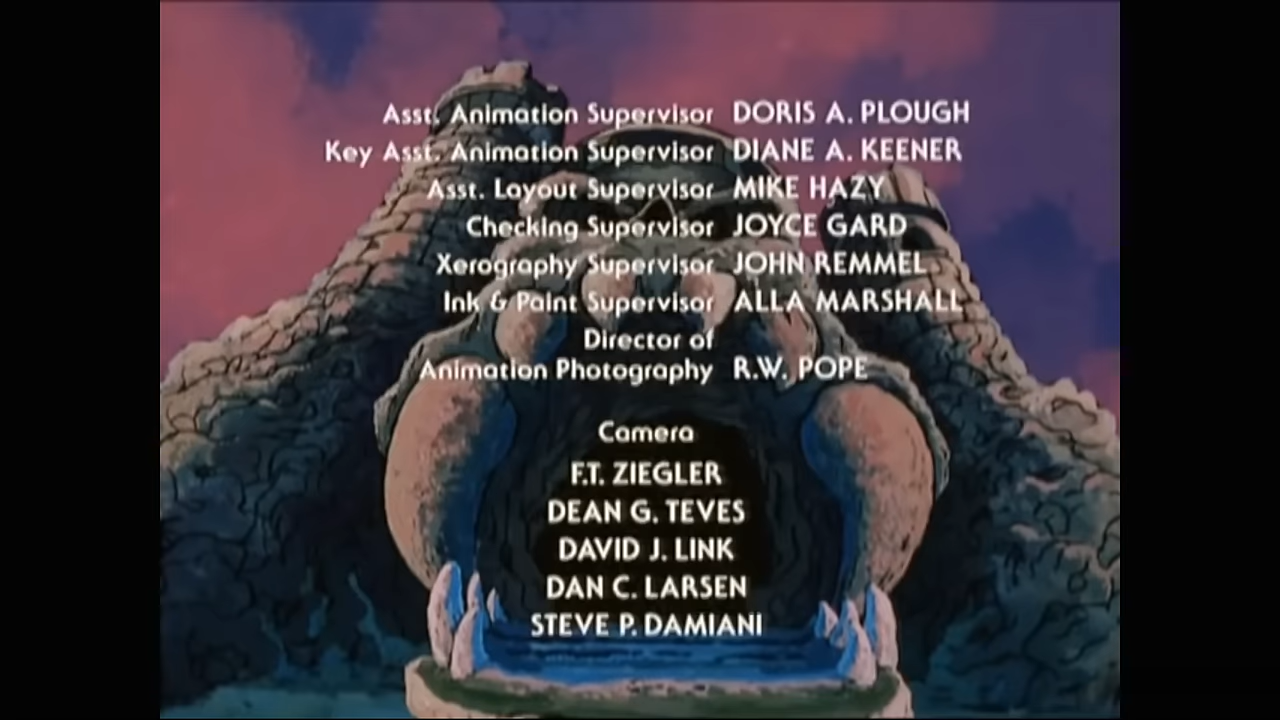 Asst. Animation Supervisor DORIS A. PLOUGH
Key Asst. Animation Supervisor DIANE A. KEENER
Asst. Layout Supervisor MIKE HAZY
Checking Supervisor JOYCE GARD
Xerography Supervisor JOHN REMMEL
Ink & Paint Supervisor ALLA MARSHALL
Director of
Animation Photography R.W. POPE
Camera
F.T. ZIEGLER
DEAN G. TEVES
DAVID J. LINK
DAN C. LARSEN
STEVE P. DAMIANI